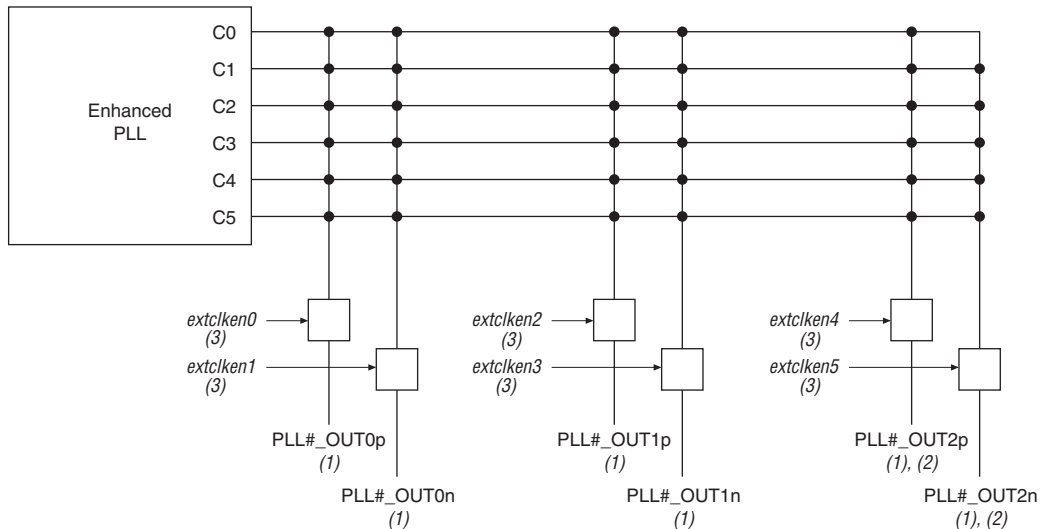 C0
C1
Enhanced
PLL
C2
C3
C4
C5
extclken0
(3)
extclken2
(3)
extclken4
(3)
extclken1
(3)
extclken3
(3)
extclken5
(3)
PLL#_OUT0p
(1)
PLL#_OUT1p
(1)
PLL#_OUT2p
(1), (2)
PLL#_OUT0n
(1)
PLL#_OUT1n
(1)
PLL#_OUT2n
(1), (2)